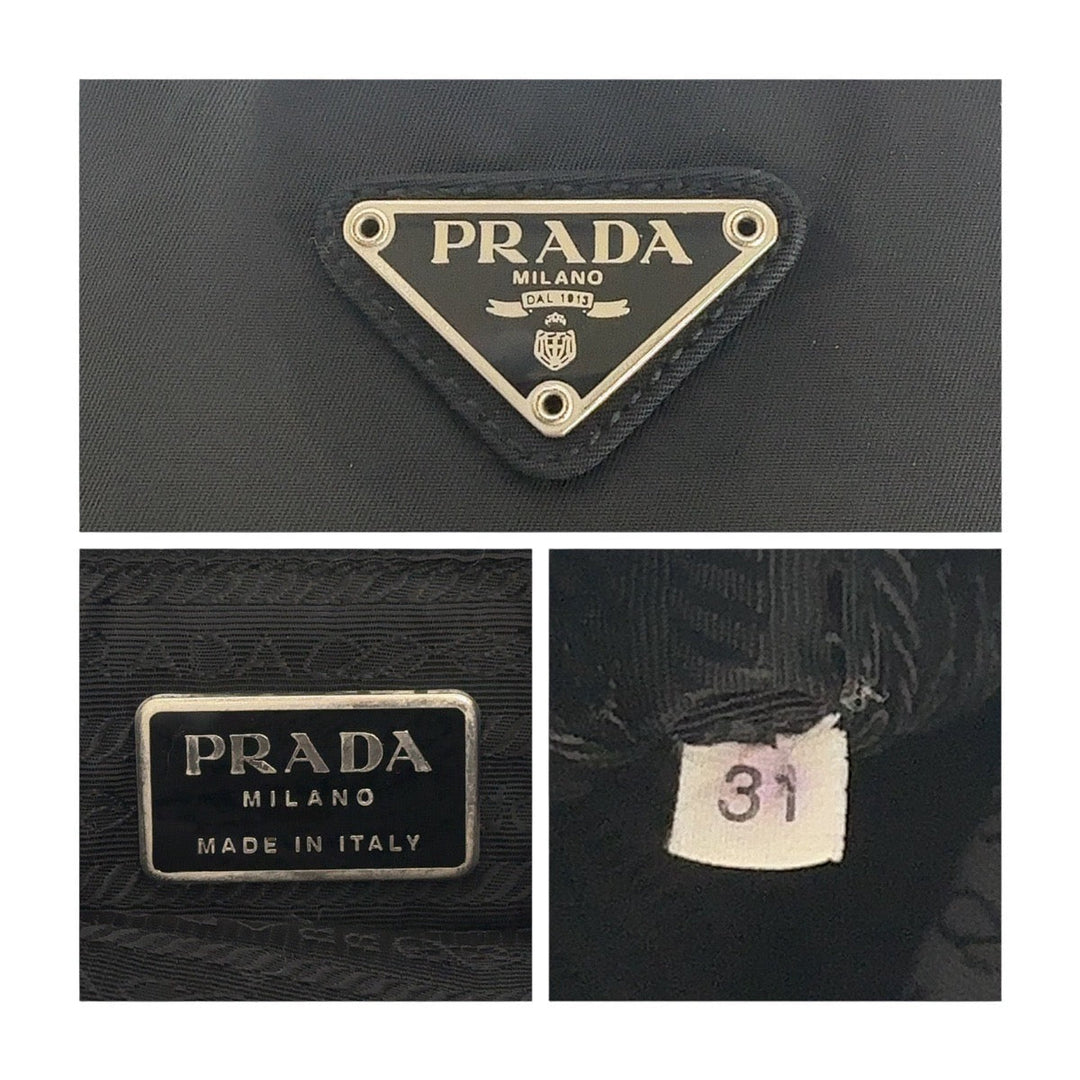 PRADA
MILANO
DAL 1913
PRADA
MILANO
MADE IN ITALY
31